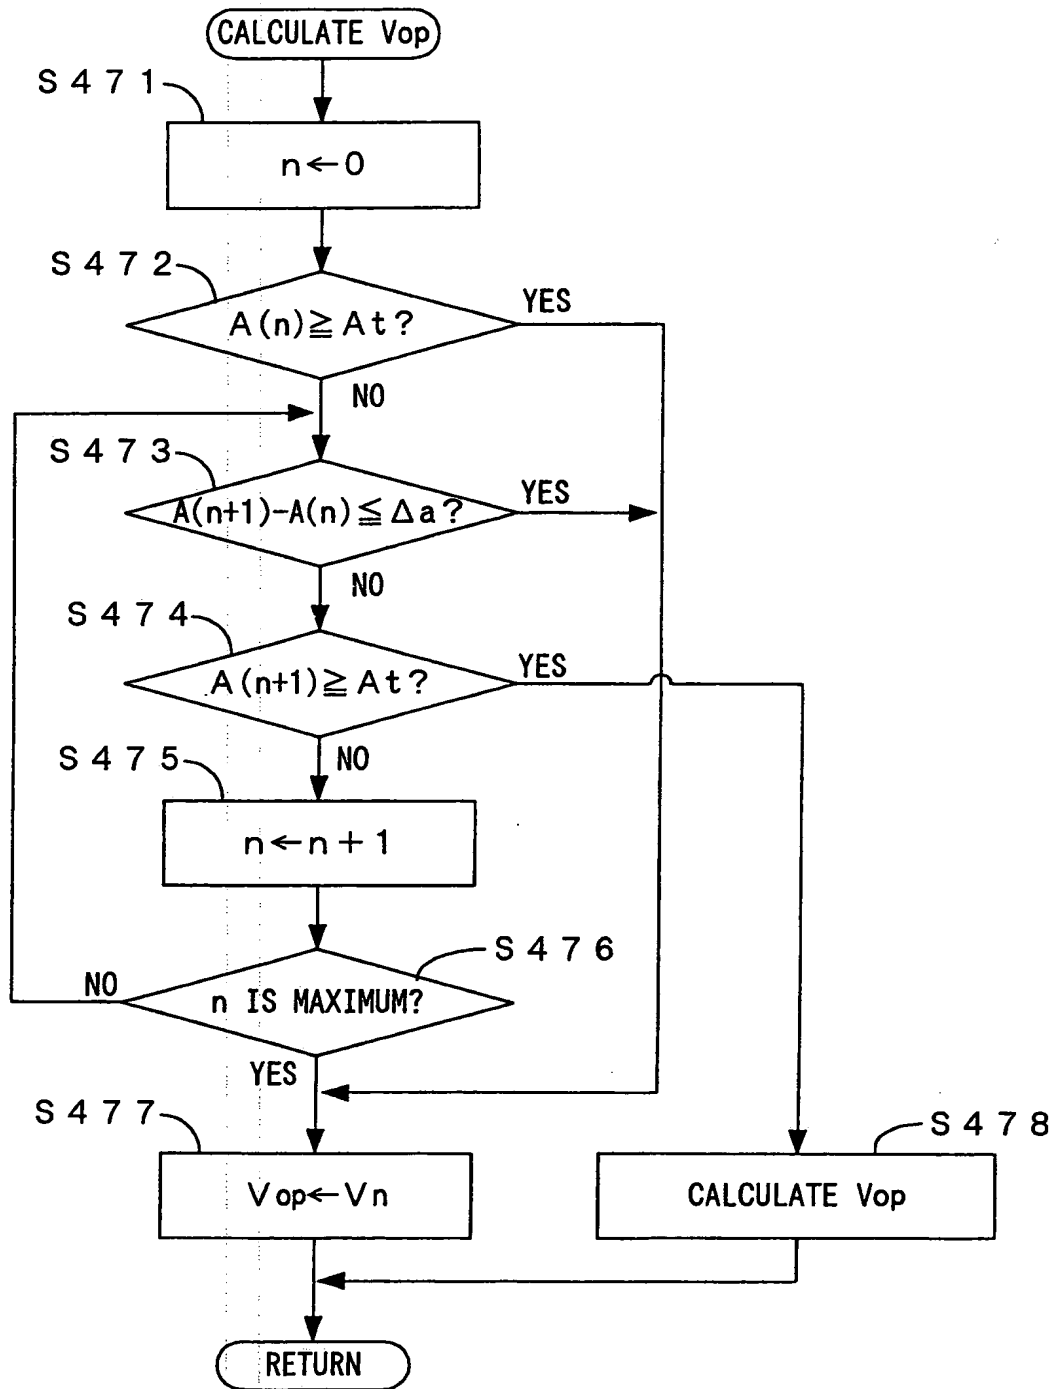 CALCULATE Vop
S471
n←0
S472
A(n)≧At?
YES
NO
S473
A(n+1)-A(n)≦Δa?
YES
NO
S474
A(n+1)≧At?
YES
NO
S475
n←n+1
S476
n IS MAXIMUM?
NO
YES
S477
Vop←Vn
S478
CALCULATE Vop
RETURN